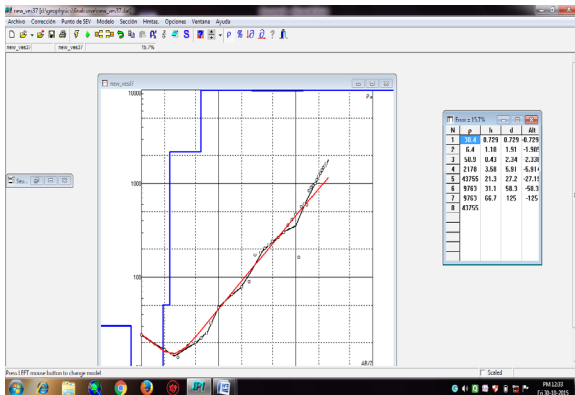 new_ves37 [d:\geophysics\final\
Archivo Corrección Punto de SEV Modelo Sección Hmtas. Opciones Ventana Ayuda
new_ves37 new_ves37 15.7%
new_ves37
10000
ρa
1000
100
10
AB/2
Error = 15.7%
N ρ h d Alt
1 30.4 0.729 0.729 -0.729
2 6.4 1.18 1.91 -1.909
3 50.9 0.43 2.34 -2.338
4 2178 3.58 5.91 -5.914
5 43755 21.3 27.2 -27.19
6 9763 31.1 58.3 -58.3
7 9763 66.7 125 -125
8 43755
Press LEFT mouse button to change model
Scaled
IPI
PM 12:03
Fri 30-10-2015